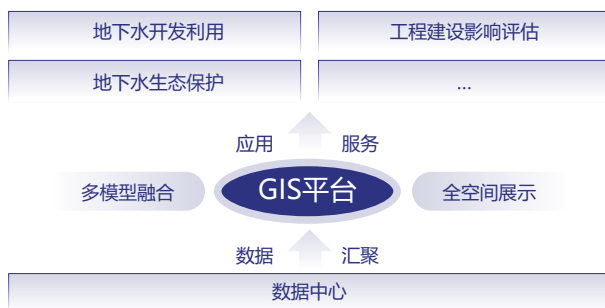 地下水开发利用
工程建设影响评估
地下水生态保护
...
应用 服务
多模型融合
GIS平台
全空间展示
数据 汇聚
数据中心